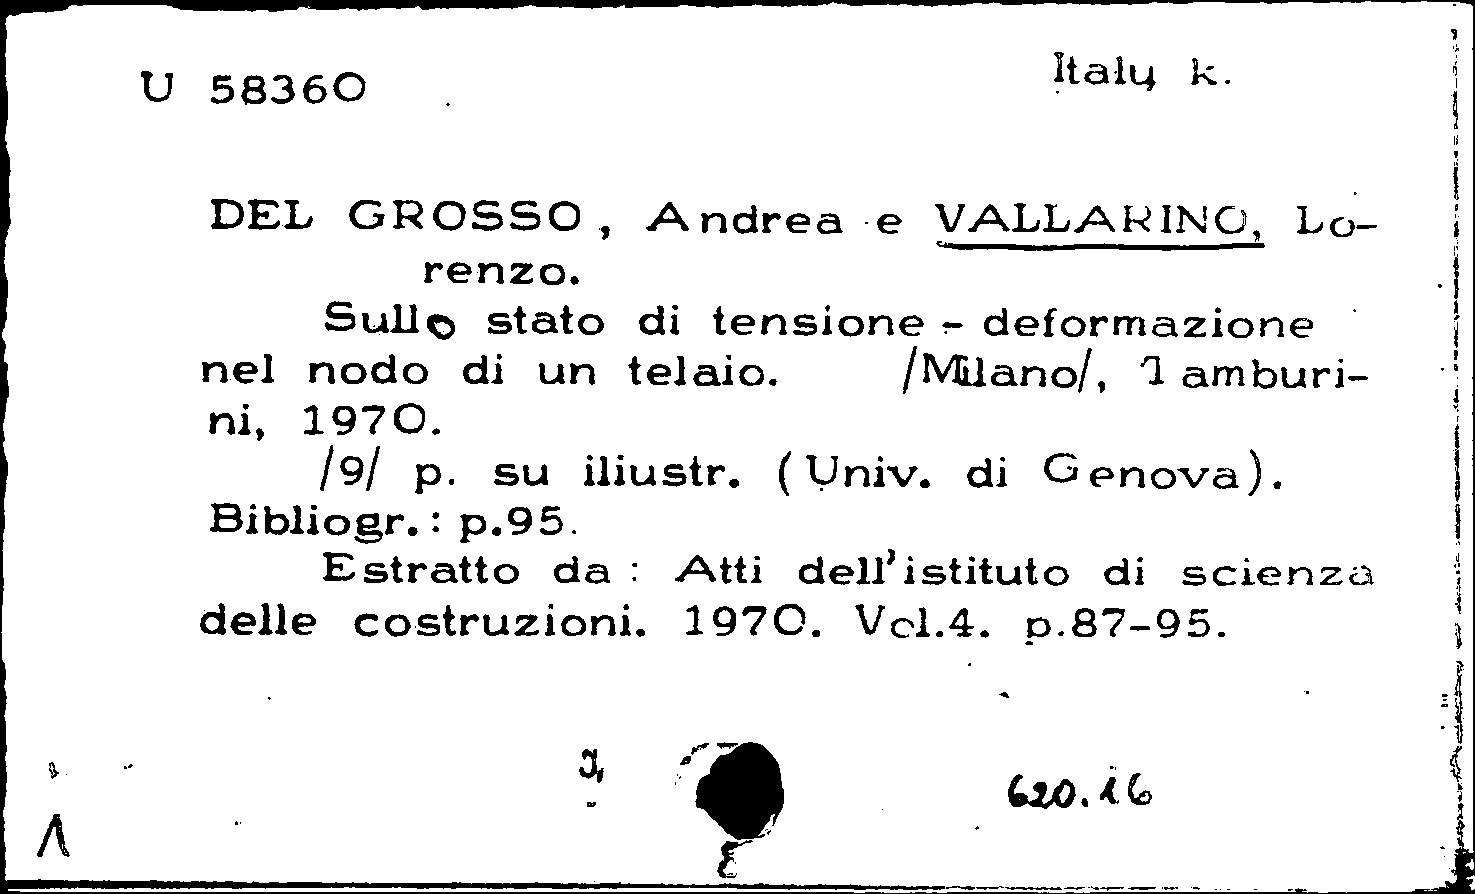 U 58360
Italy k.
DEL GROSSO, Andrea e VALLARINO, Lo-
renzo.
Sullo stato di tensione - deformazione
nel nodo di un telaio. /Milano/, Tamburi-
ni, 1970.
/9/ p. su illustr. (Univ. di Genova).
Bibliogr.: p.95.
Estratto da: Atti dell'istituto di scienza
delle costruzioni. 1970. Vol.4. p.87-95.
620.16